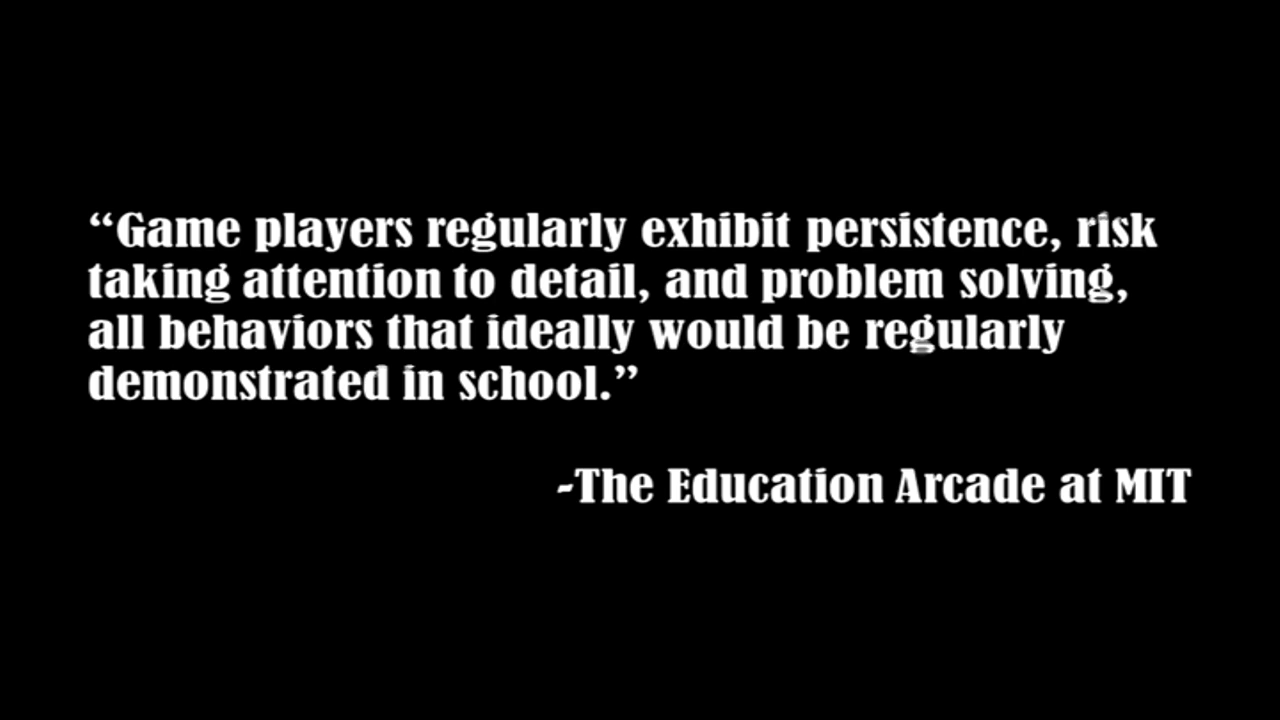 “Game players regularly exhibit persistence, risk
taking attention to detail, and problem solving,
all behaviors that ideally would be regularly
demonstrated in school.”
-The Education Arcade at MIT